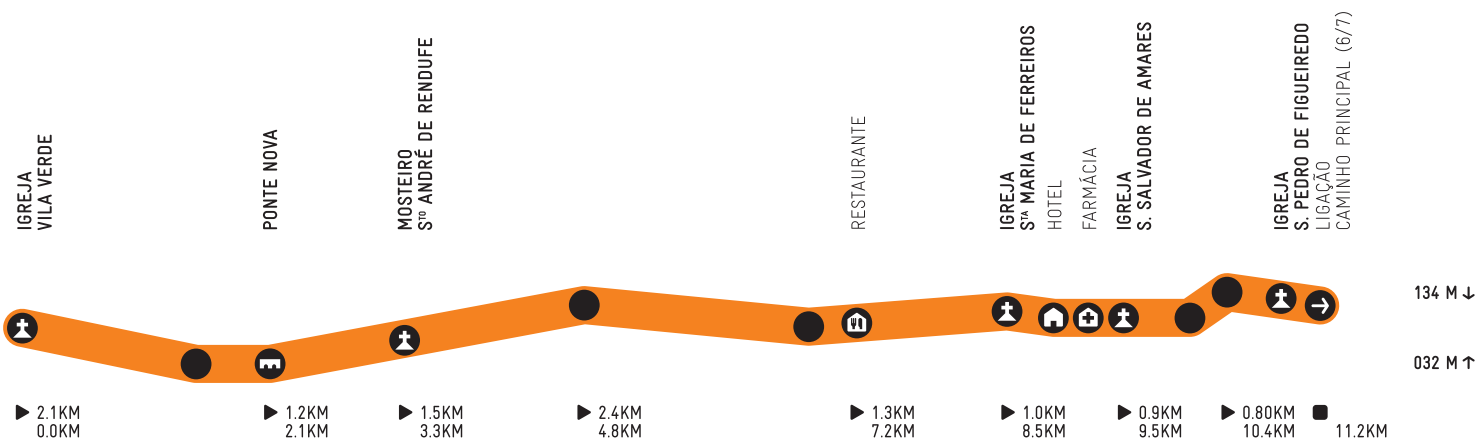 IGREJA
VILA VERDE
PONTE NOVA
MOSTEIRO
Sᵗᵒ ANDRÉ DE RENDUFE
RESTAURANTE
IGREJA
Sᵗᴬ MARIA DE FERREIROS
HOTEL
FARMÁCIA
IGREJA
S. SALVADOR DE AMARES
IGREJA
S. PEDRO DE FIGUEIREDO
LIGAÇÃO
CAMINHO PRINCIPAL (6/7)
134 M ↓
032 M ↑
▶ 2.1KM
0.0KM
▶ 1.2KM
2.1KM
▶ 1.5KM
3.3KM
▶ 2.4KM
4.8KM
▶ 1.3KM
7.2KM
▶ 1.0KM
8.5KM
▶ 0.9KM
9.5KM
▶ 0.80KM
10.4KM
11.2KM